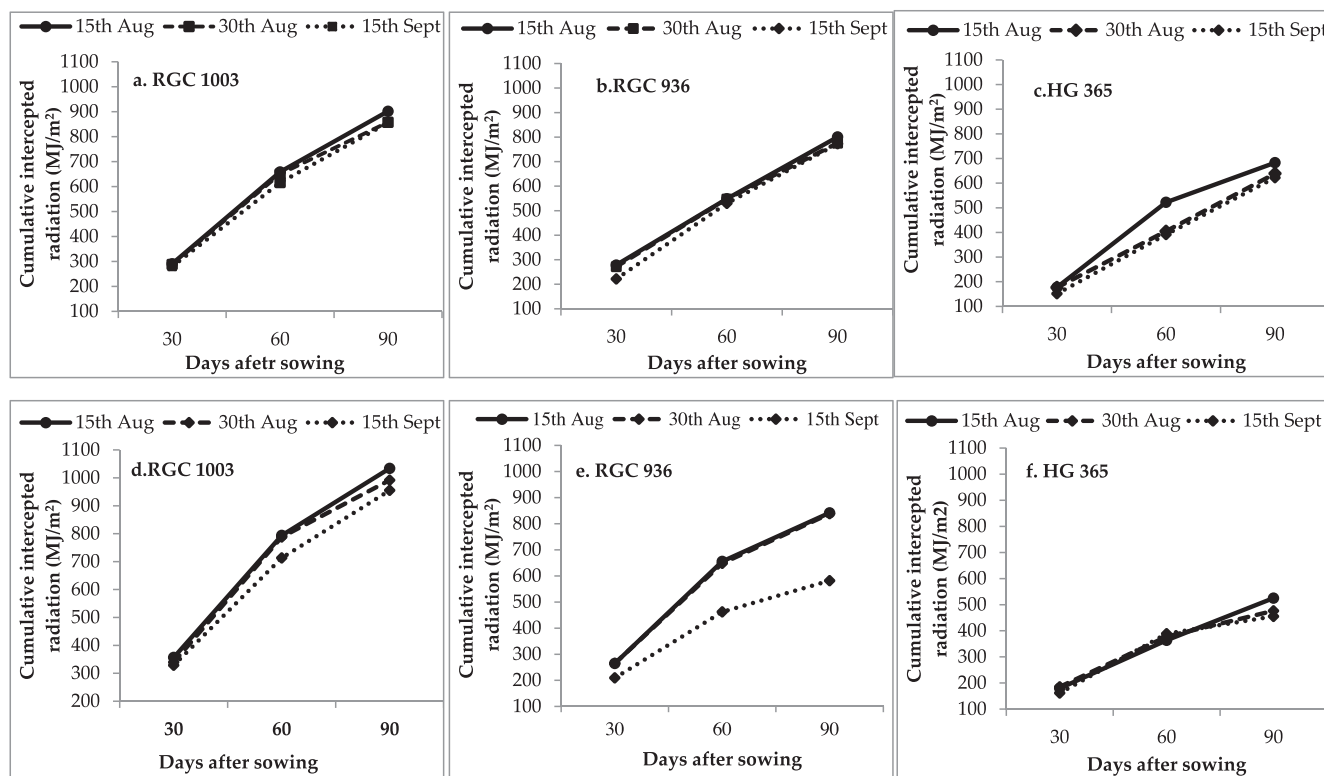 15th Aug 30th Aug 15th Sept
a. RGC 1003
Cumulative intercepted
radiation (MJ/m²)
1100
1000
900
800
700
600
500
400
300
200
100
30 60 90
Days afetr sowing
15th Aug 30th Aug 15th Sept
b.RGC 936
Cumulative intercepted
radiation (MJ/m²)
1100
1000
900
800
700
600
500
400
300
200
100
30 60 90
Days after sowing
15th Aug 30th Aug 15th Sept
c.HG 365
Cumulative intercepted
radiation (MJ/m²)
1100
1000
900
800
700
600
500
400
300
200
100
30 60 90
Days after sowing
15th Aug 30th Aug 15th Sept
d.RGC 1003
Cumulative intercepted
radiation (MJ/m²)
1100
1000
900
800
700
600
500
400
300
200
30 60 90
Days after sowing
15th Aug 30th Aug 15th Sept
e. RGC 936
Cumulative intercepted
radiation (MJ/m²)
1100
1000
900
800
700
600
500
400
300
200
100
30 60 90
Days after sowing
15th Aug 30th Aug 15th Sept
f. HG 365
Cumulative intercepted
radiation (MJ/m2)
1100
1000
900
800
700
600
500
400
300
200
100
30 60 90
Days after sowing